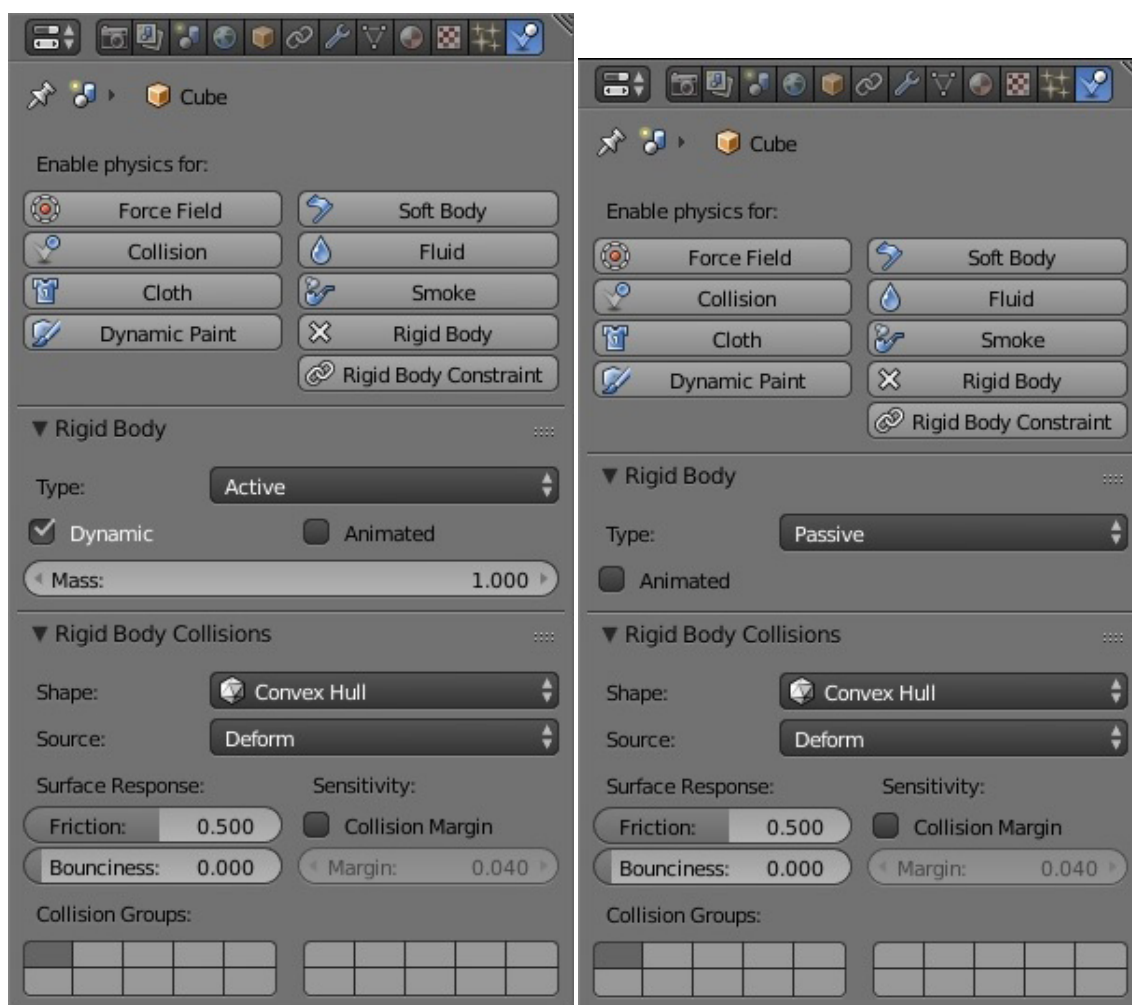 Cube
Enable physics for:
Force Field Soft Body
Collision Fluid
Cloth Smoke
Dynamic Paint Rigid Body
Rigid Body Constraint
Rigid Body
Type: Active
Dynamic Animated
Mass: 1.000
Rigid Body Collisions
Shape: Convex Hull
Source: Deform
Surface Response: Sensitivity:
Friction: 0.500 Collision Margin
Bounciness: 0.000 Margin: 0.040
Collision Groups:
Cube
Enable physics for:
Force Field Soft Body
Collision Fluid
Cloth Smoke
Dynamic Paint Rigid Body
Rigid Body Constraint
Rigid Body
Type: Passive
Animated
Rigid Body Collisions
Shape: Convex Hull
Source: Deform
Surface Response: Sensitivity:
Friction: 0.500 Collision Margin
Bounciness: 0.000 Margin: 0.040
Collision Groups: